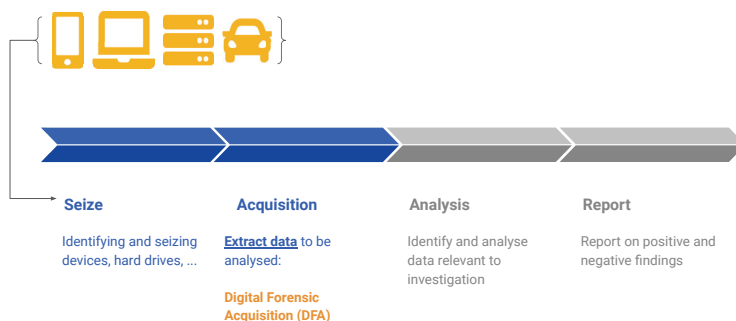 Seize
Identifying and seizing
devices, hard drives, ...
Acquisition
Extract data to be
analysed:
Digital Forensic
Acquisition (DFA)
Analysis
Identify and analyse
data relevant to
investigation
Report
Report on positive and
negative findings